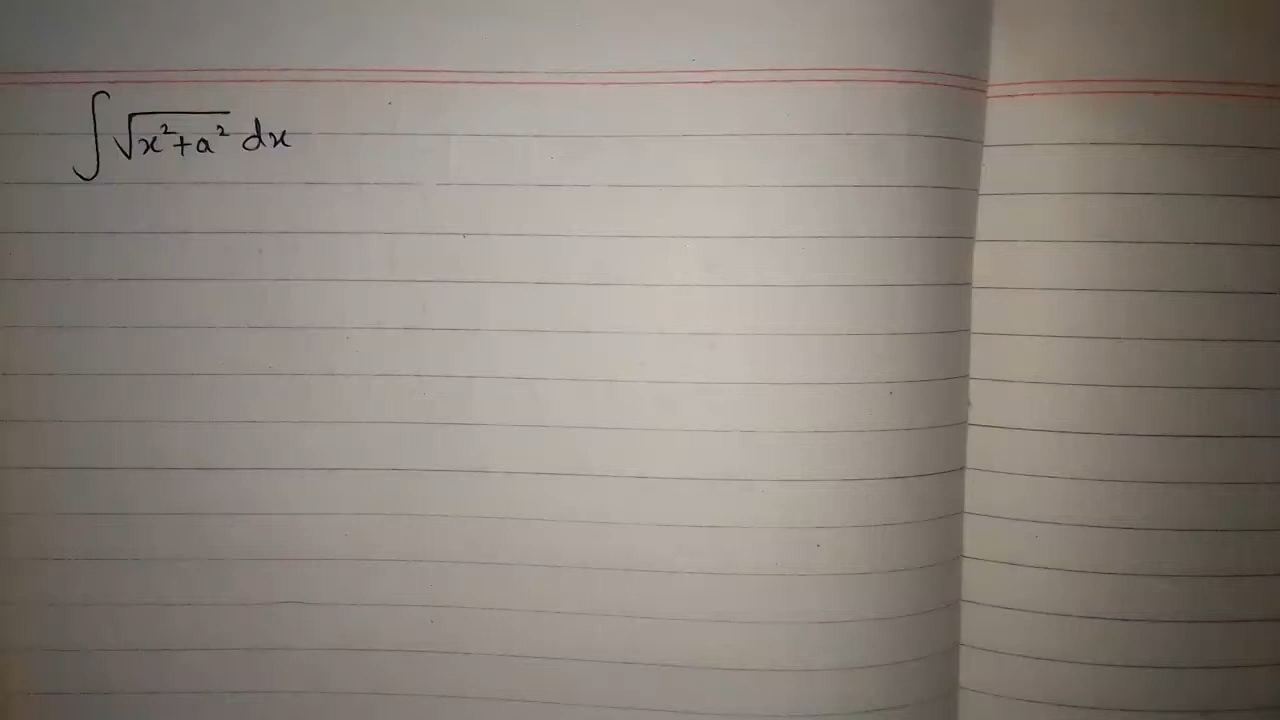 ∫√(x²+a²) dx